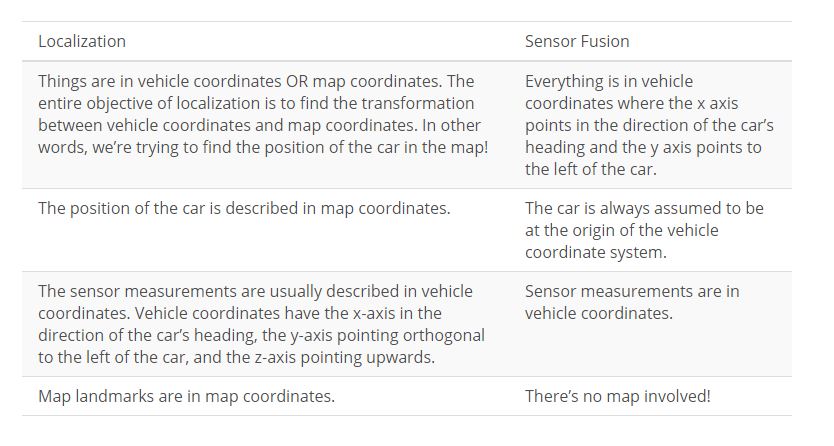 Localization
Sensor Fusion
Things are in vehicle coordinates OR map coordinates. The
entire objective of localization is to find the transformation
between vehicle coordinates and map coordinates. In other
words, we’re trying to find the position of the car in the map!
Everything is in vehicle
coordinates where the x axis
points in the direction of the car’s
heading and the y axis points to
the left of the car.
The position of the car is described in map coordinates.
The car is always assumed to be
at the origin of the vehicle
coordinate system.
The sensor measurements are usually described in vehicle
coordinates. Vehicle coordinates have the x-axis in the
direction of the car’s heading, the y-axis pointing orthogonal
to the left of the car, and the z-axis pointing upwards.
Sensor measurements are in
vehicle coordinates.
Map landmarks are in map coordinates.
There’s no map involved!